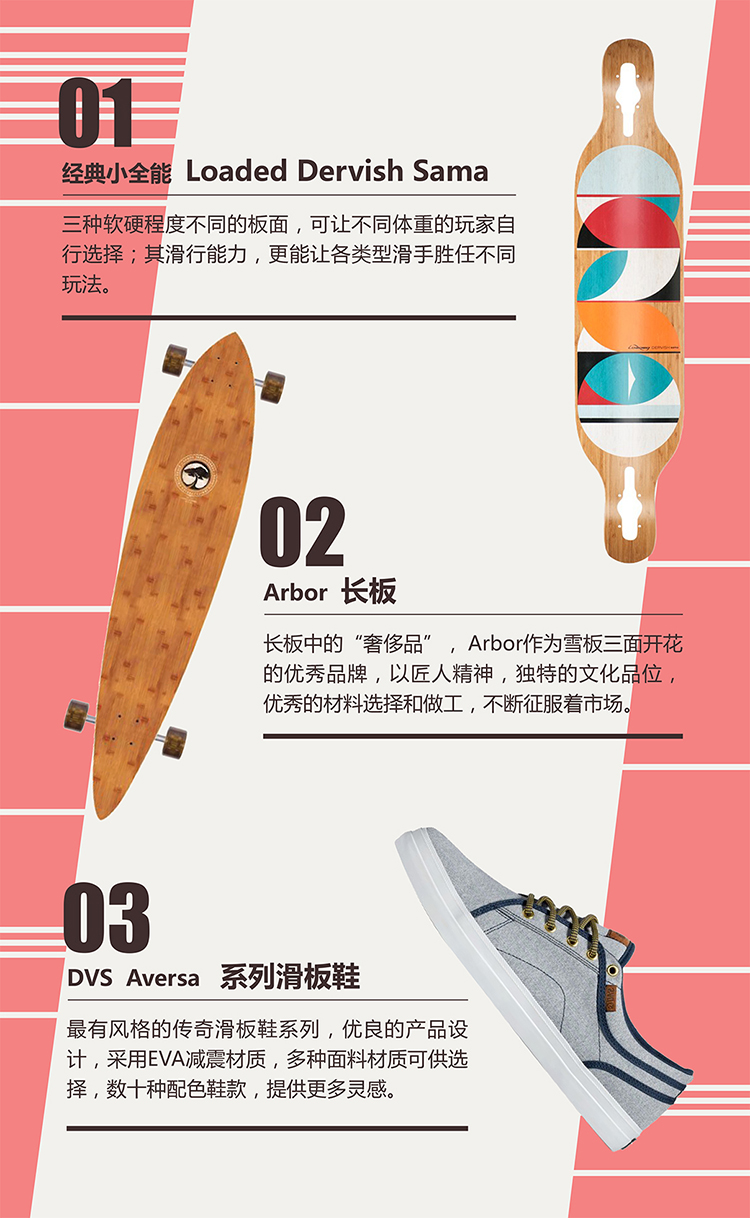 01
经典小全能 Loaded Dervish Sama
三种软硬程度不同的板面，可让不同体重的玩家自
行选择；其滑行能力，更能让各类型滑手胜任不同
玩法。
02
Arbor 长板
长板中的“奢侈品”，Arbor作为雪板三面开花
的优秀品牌，以匠人精神，独特的文化品位，
优秀的材料选择和做工，不断征服着市场。
03
DVS Aversa 系列滑板鞋
最有风格的传奇滑板鞋系列，优良的产品设
计，采用EVA减震材质，多种面料材质可供选
择，数十种配色鞋款，提供更多灵感。